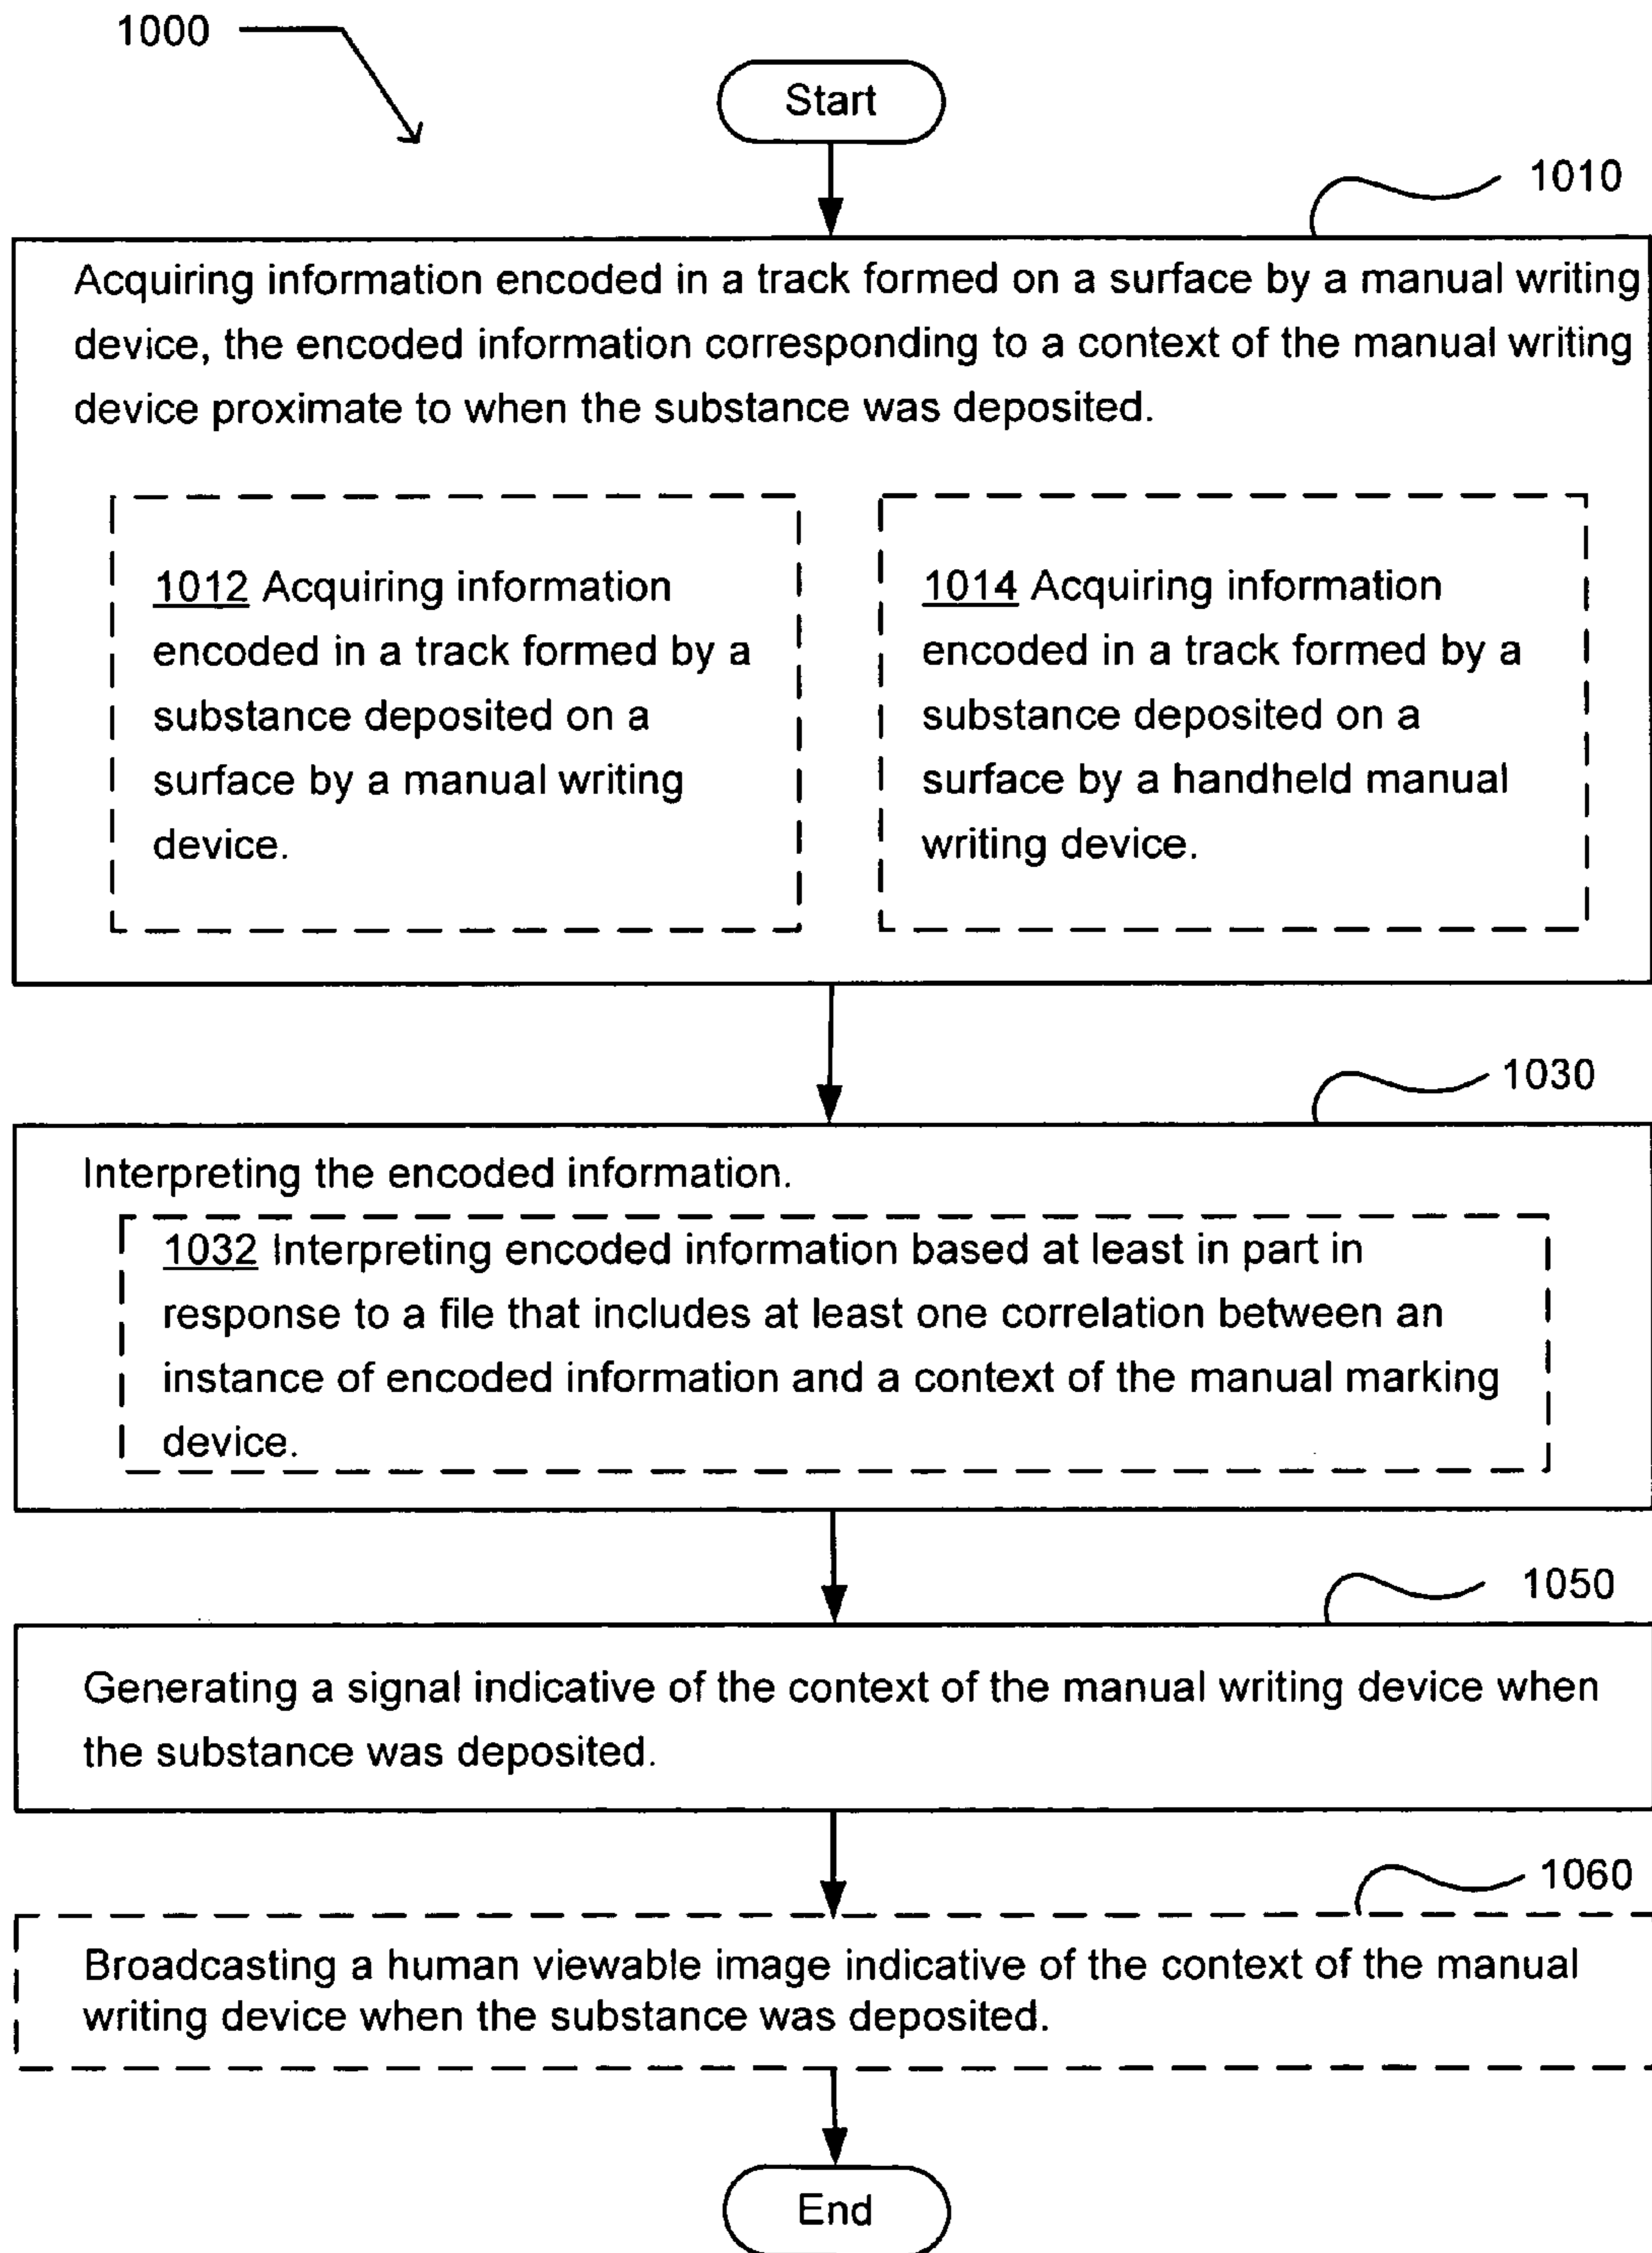 1000
Start
1010
Acquiring information encoded in a track formed on a surface by a manual writing
device, the encoded information corresponding to a context of the manual writing
device proximate to when the substance was deposited.
1012 Acquiring information
encoded in a track formed by a
substance deposited on a
surface by a manual writing
device.
1014 Acquiring information
encoded in a track formed by a
substance deposited on a
surface by a handheld manual
writing device.
1030
Interpreting the encoded information.
1032 Interpreting encoded information based at least in part in
response to a file that includes at least one correlation between an
instance of encoded information and a context of the manual marking
device.
1050
Generating a signal indicative of the context of the manual writing device when
the substance was deposited.
1060
Broadcasting a human viewable image indicative of the context of the manual
writing device when the substance was deposited.
End